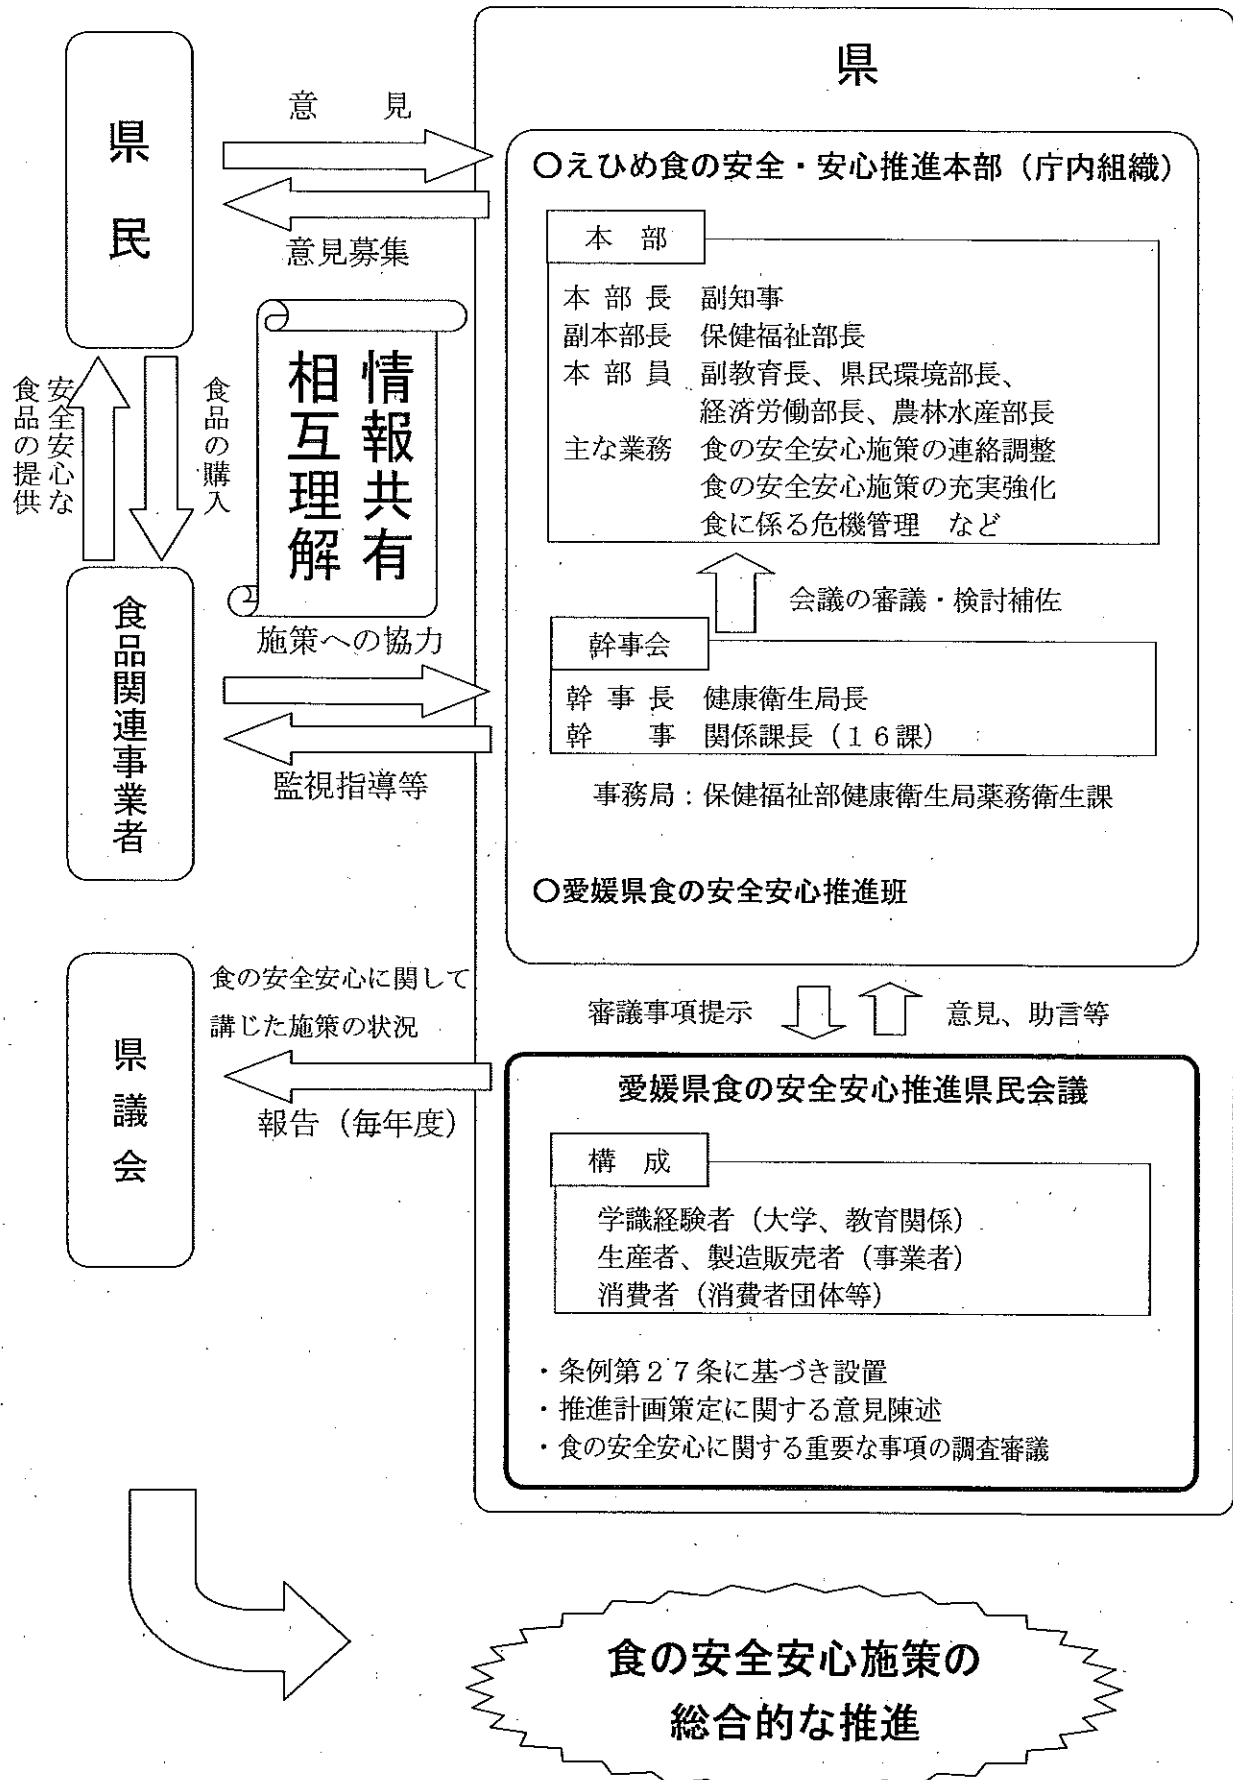 県
県民
意　見
意見募集
安全安心な
食品の提供
食品の購入
情報共有
相互理解
食品関連事業者
施策への協力
監視指導等
県議会
食の安全安心に関して
講じた施策の状況
報告（毎年度）
○えひめ食の安全・安心推進本部（庁内組織）
本　部
本 部 長　副知事
副本部長　保健福祉部長
本 部 員　副教育長、県民環境部長、
経済労働部長、農林水産部長
主な業務　食の安全安心施策の連絡調整
食の安全安心施策の充実強化
食に係る危機管理　など
会議の審議・検討補佐
幹事会
幹 事 長　健康衛生局長
幹　　事　関係課長（１６課）
事務局：保健福祉部健康衛生局薬務衛生課
○愛媛県食の安全安心推進班
審議事項提示
意見、助言等
愛媛県食の安全安心推進県民会議
構　成
学識経験者（大学、教育関係）
生産者、製造販売者（事業者）
消費者（消費者団体等）
・条例第２７条に基づき設置
・推進計画策定に関する意見陳述
・食の安全安心に関する重要な事項の調査審議
食の安全安心施策の
総合的な推進